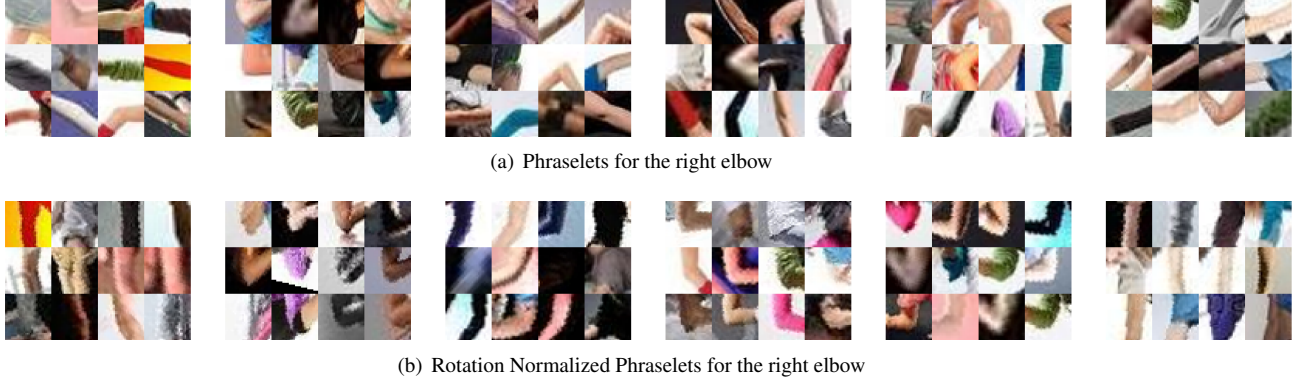 (a) Phraselets for the right elbow
(b) Rotation Normalized Phraselets for the right elbow